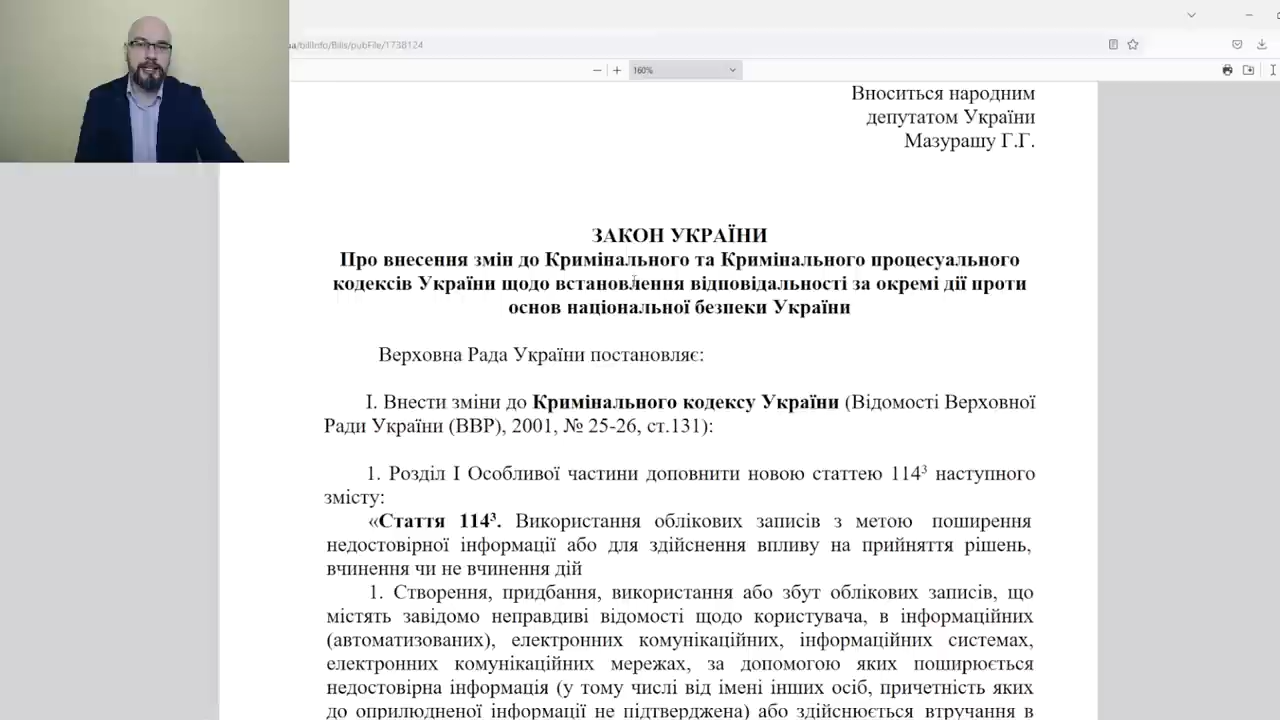 ua/billInfo/Bills/pubFile/1738124
160%
Вноситься народним
депутатом України
Мазурашу Г.Г.
ЗАКОН УКРАЇНИ
Про внесення змін до Кримінального та Кримінального процесуального
кодексів України щодо встановлення відповідальності за окремі дії проти
основ національної безпеки України
Верховна Рада України постановляє:
І. Внести зміни до Кримінального кодексу України (Відомості Верховної
Ради України (ВВР), 2001, № 25-26, ст.131):
1. Розділ І Особливої частини доповнити новою статтею 114³ наступного
змісту:
«Стаття 114³. Використання облікових записів з метою поширення
недостовірної інформації або для здійснення впливу на прийняття рішень,
вчинення чи не вчинення дій
1. Створення, придбання, використання або збут облікових записів, що
містять завідомо неправдиві відомості щодо користувача, в інформаційних
(автоматизованих), електронних комунікаційних, інформаційних системах,
електронних комунікаційних мережах, за допомогою яких поширюється
недостовірна інформація (у тому числі від імені інших осіб, причетність яких
до оприлюдненої інформації не підтверджена) або здійснюється втручання в